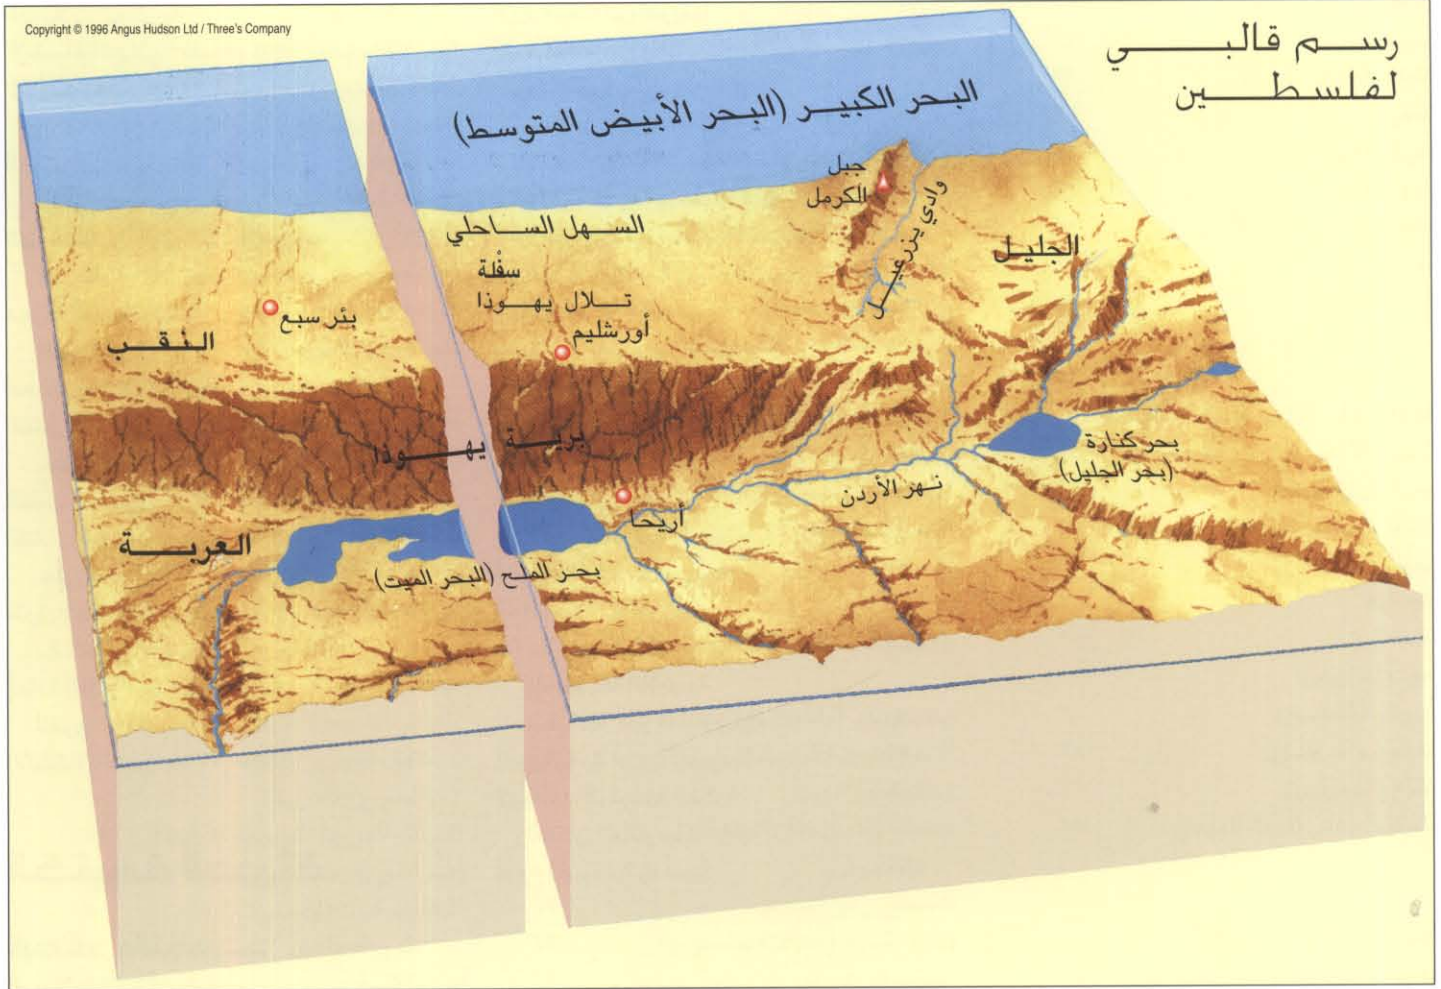 Copyright © 1996 Angus Hudson Ltd / Three's Company
رسم قالبي
لفلسطين
البحر الكبير (البحر الأبيض المتوسط)
جبل
الكرمل
وادي يزرعيل
الجليل
السهل الساحلي
سفْلة
تلال يهوذا
أورشليم
بئر سبع
النقب
برية يهوذا
بحر كنارة
(بحر الجليل)
نهر الأردن
أريحا
العربة
بحر الملح (البحر الميت)